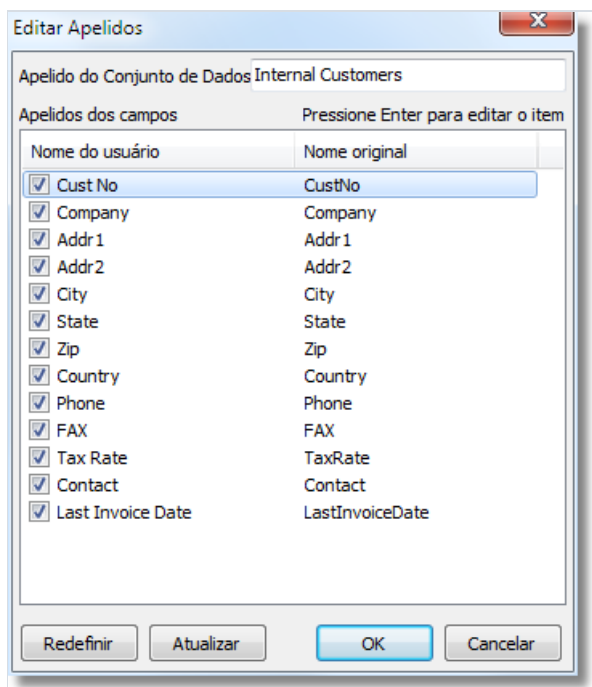 Editar Apelidos
Apelido do Conjunto de Dados Internal Customers
Apelidos dos campos Pressione Enter para editar o item
Nome do usuário Nome original
Cust No CustNo
Company Company
Addr1 Addr1
Addr2 Addr2
City City
State State
Zip Zip
Country Country
Phone Phone
FAX FAX
Tax Rate TaxRate
Contact Contact
Last Invoice Date LastInvoiceDate
Redefinir Atualizar OK Cancelar